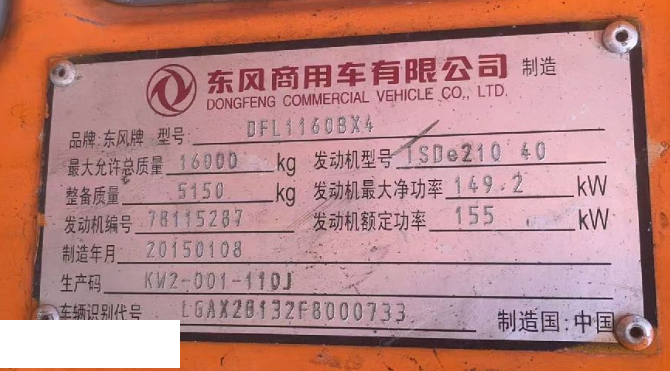 东风商用车有限公司 制造
DONGFENG COMMERCIAL VEHICLE CO., LTD.
品牌: 东风牌 型号: DFL1160BX4
最大允许总质量 16000 kg 发动机型号 ISDe210 40
整备质量 5150 kg 发动机最大净功率 149.2 kW
发动机编号 78115287 发动机额定功率 155 kW
制造年月 20150108
生产码 KW2-001-110J
车辆识别代号 LGAX2B132F8000733 制造国: 中国